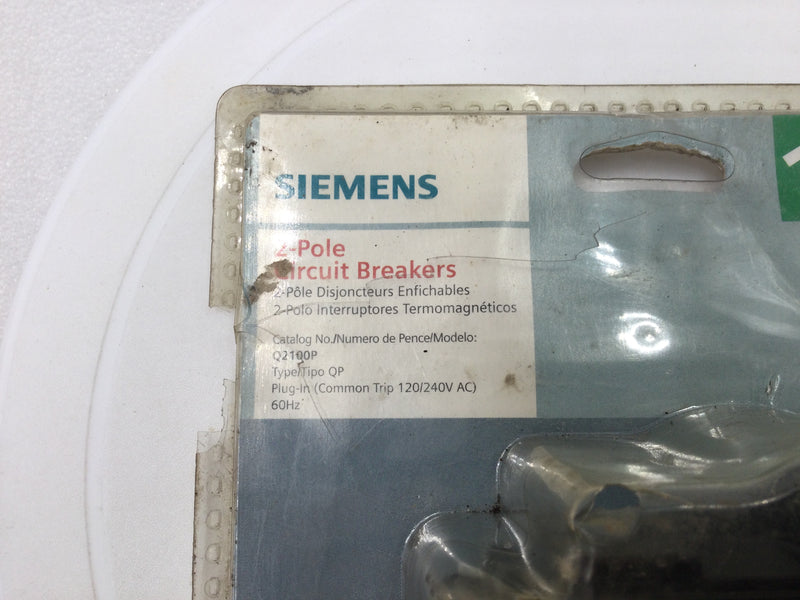 SIEMENS
2-Pole
Circuit Breakers
2-Pôle Disjoncteurs Enfichables
2-Polo Interruptores Termomagnéticos
Catalog No./Numero de Pence/Modelo:
Q2100P
Type/Tipo QP
Plug-in (Common Trip 120/240V AC)
60Hz